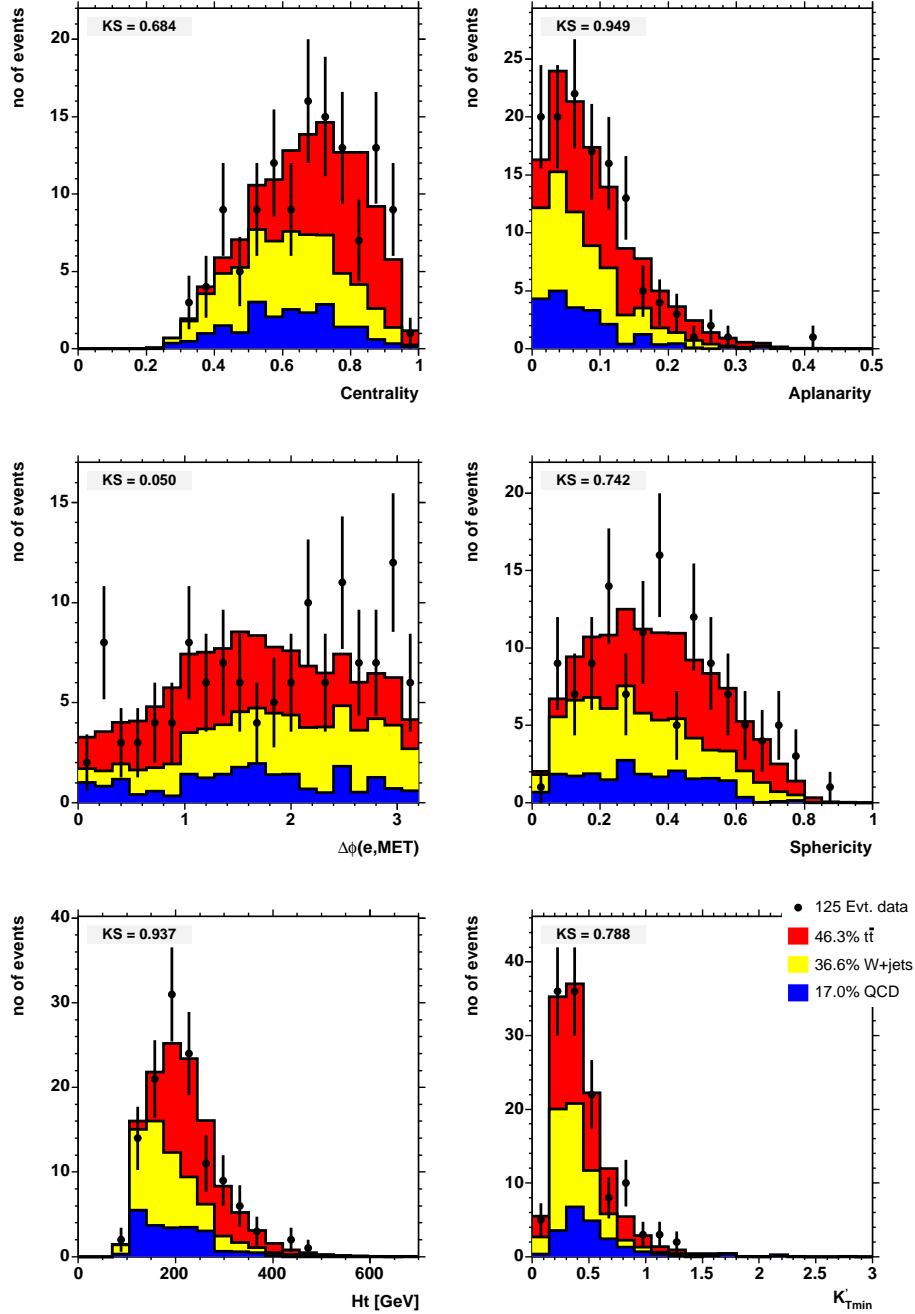 KS = 0.684
no of events
20
15
10
5
0
0 0.2 0.4 0.6 0.8 1
Centrality
KS = 0.949
no of events
25
20
15
10
5
0
0 0.1 0.2 0.3 0.4 0.5
Aplanarity
KS = 0.050
no of events
15
10
5
0
0 1 2 3
Δϕ(e,MET)
KS = 0.742
no of events
20
15
10
5
0
0 0.2 0.4 0.6 0.8 1
Sphericity
KS = 0.937
no of events
40
30
20
10
0
0 200 400 600
Ht [GeV]
KS = 0.788
no of events
40
30
20
10
0
0 0.5 1 1.5 2 2.5 3
K'Tmin
125 Evt. data
46.3% tt̄
36.6% W+jets
17.0% QCD